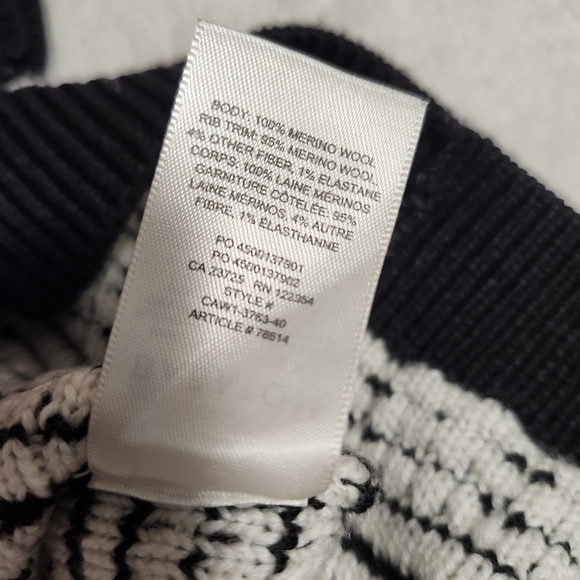 BODY: 100% MERINO WOOL
RIB TRIM: 95% MERINO WOOL
4% OTHER FIBER, 1% ELASTANE
CORPS: 100% LAINE MERINOS
GARNITURE CÔTELÉE: 95%
LAINE MERINOS, 4% AUTRE
FIBRE, 1% ÉLASTHANNE
PO 4500137901
PO 4500137902
CA 23725 RN 122354
STYLE #
CAW1-3763-40
ARTICLE # 78614